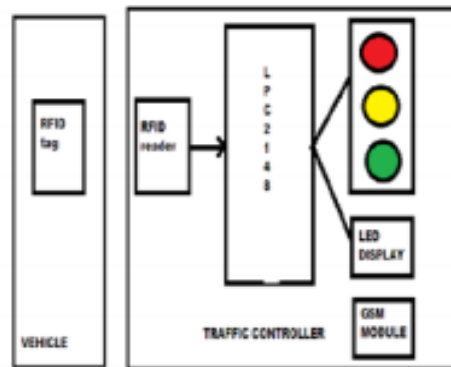 RFID
tag
VEHICLE
RFID
reader
L
P
C
2
1
4
8
LED
DISPLAY
GSM
MODULE
TRAFFIC CONTROLLER